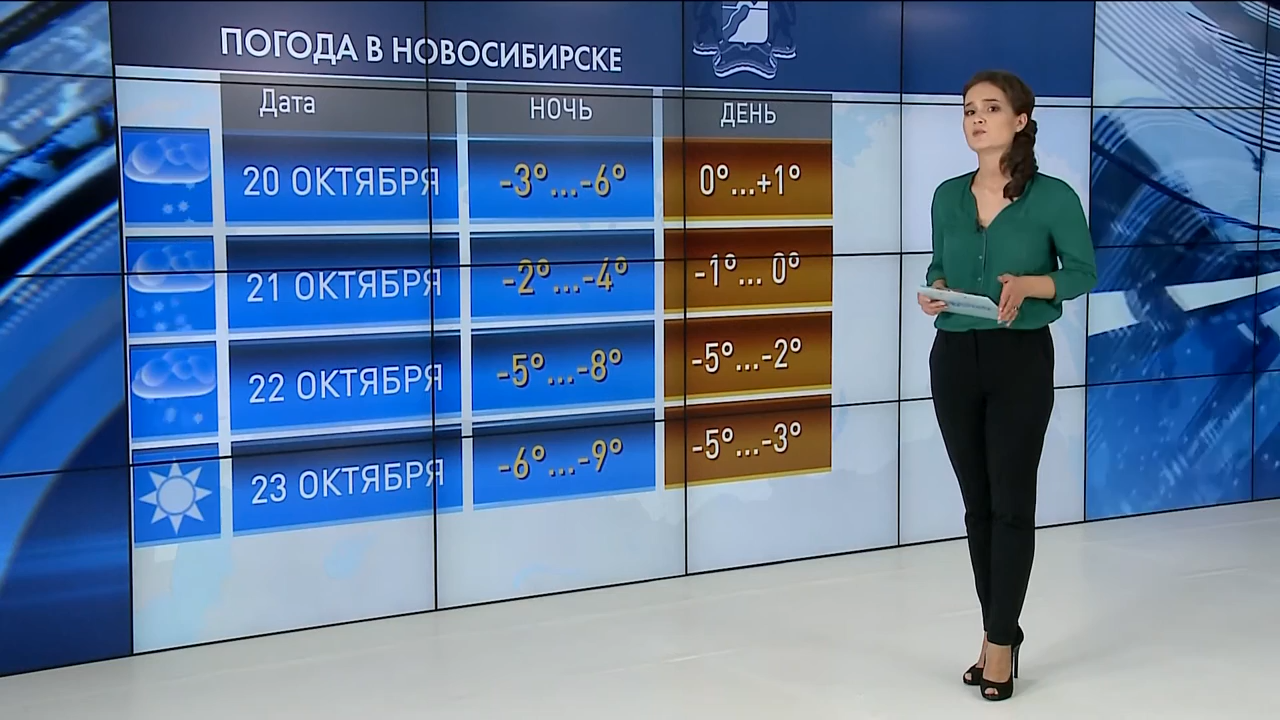 ПОГОДА В НОВОСИБИРСКЕ
Дата НОЧЬ ДЕНЬ
20 ОКТЯБРЯ -3°...-6° 0°...+1°
21 ОКТЯБРЯ -2°...-4° -1°... 0°
22 ОКТЯБРЯ -5°...-8° -5°...-2°
23 ОКТЯБРЯ -6°...-9° -5°...-3°